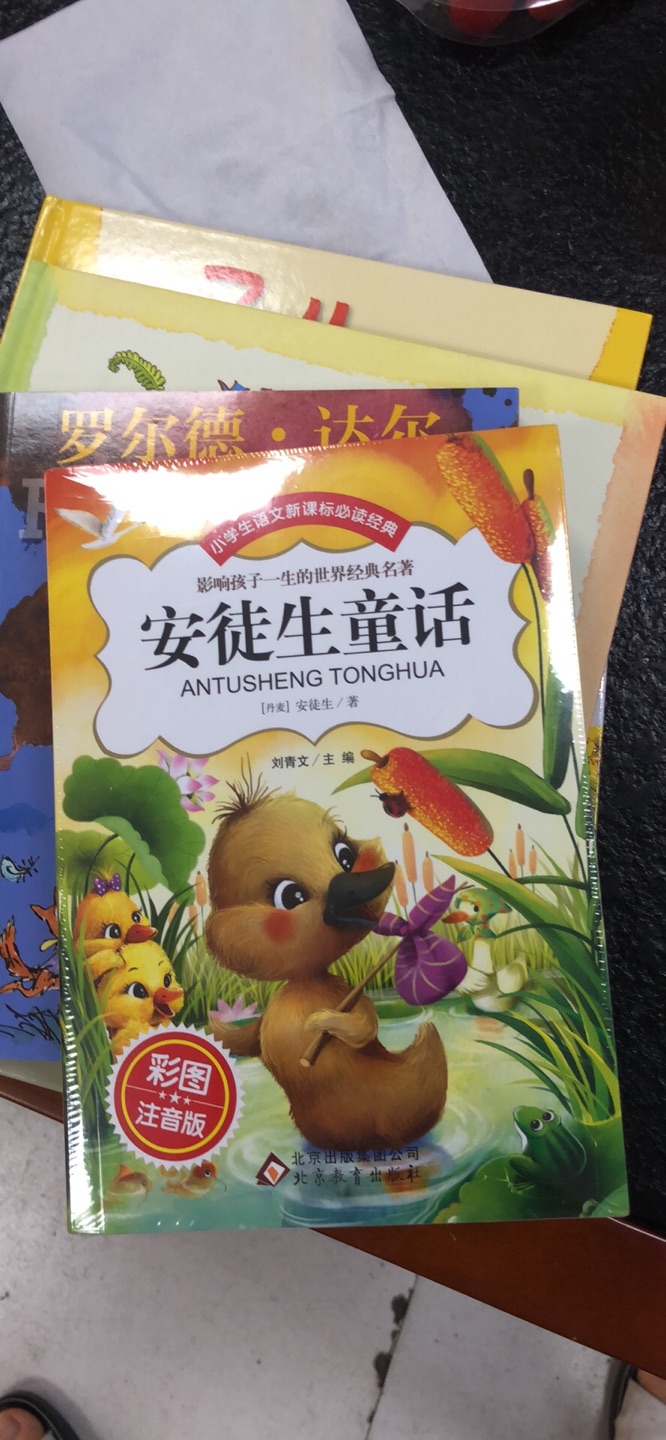 罗尔德·达尔
小学生语文新课标必读经典
影响孩子一生的世界经典名著
安徒生童话
ANTUSHENG TONGHUA
[丹麦] 安徒生/著
刘青文/主 编
彩图
注音版
北京出版集团公司
北京教育出版社